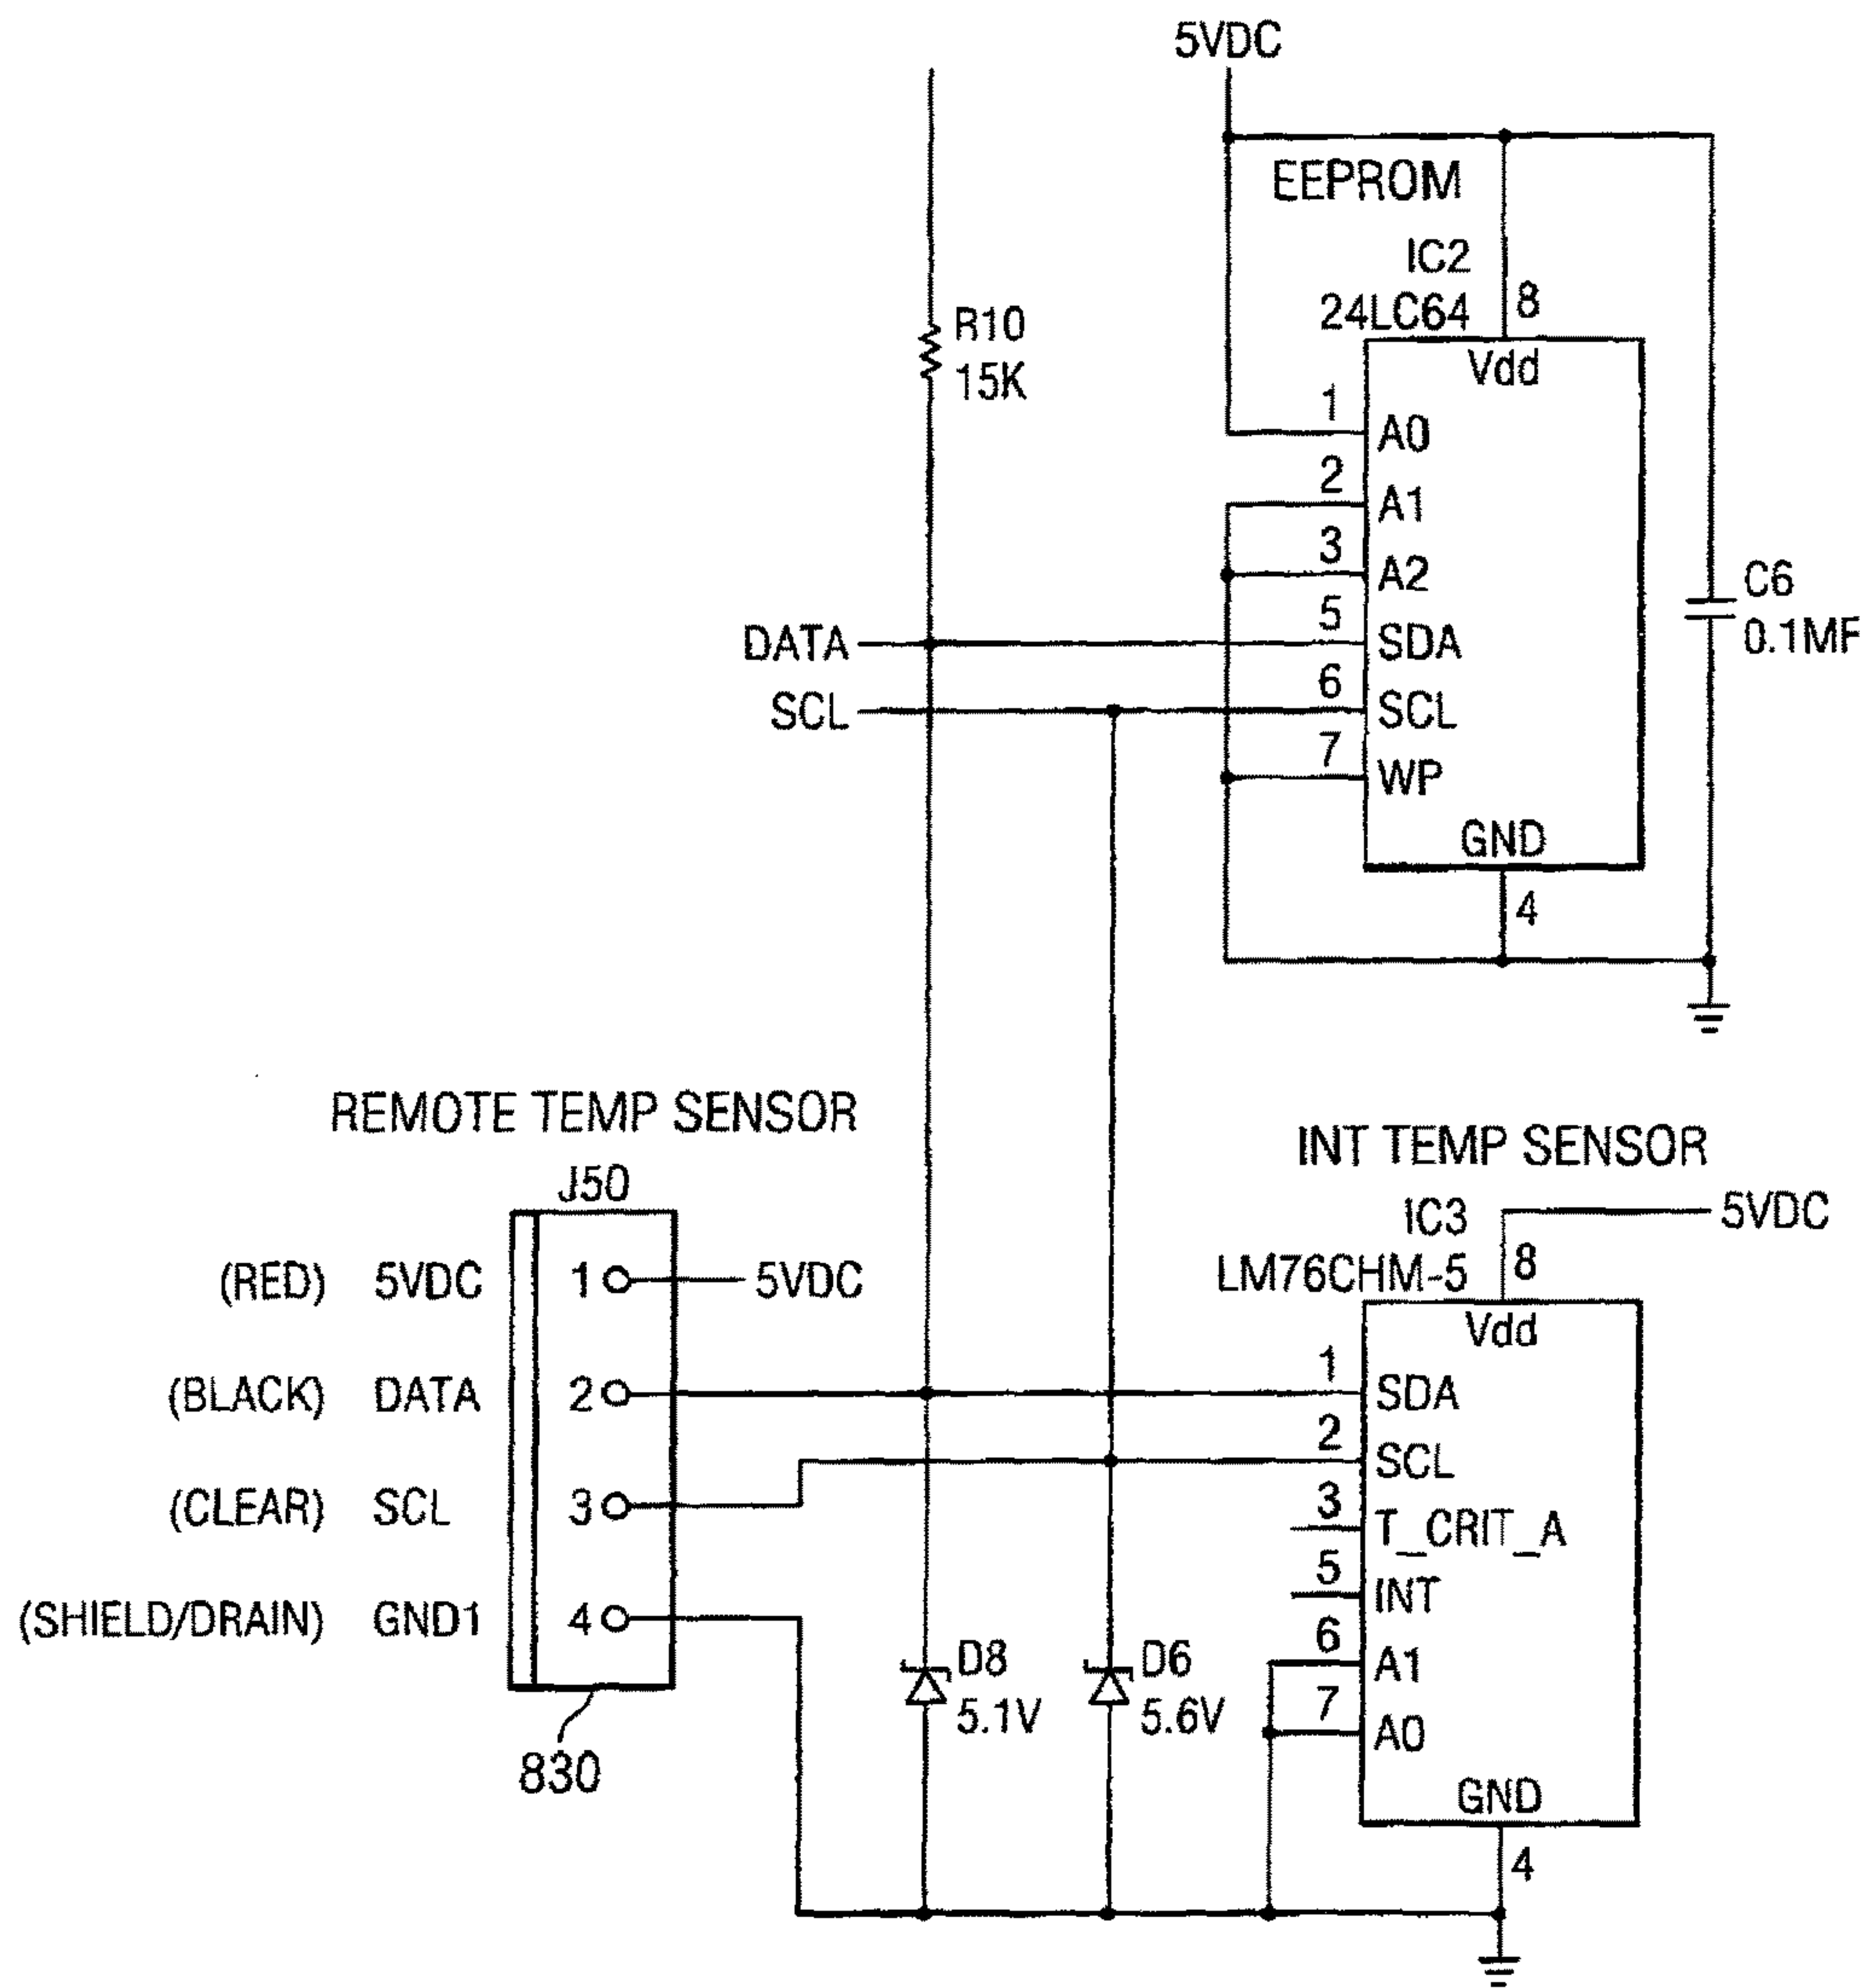 5VDC
EEPROM
IC2
24LC64
8
Vdd
R10
15K
1
A0
2
A1
3
A2
5
DATA
SDA
6
SCL
SCL
7
WP
GND
4
C6
0.1MF
REMOTE TEMP SENSOR
J50
(RED) 5VDC 1 5VDC
(BLACK) DATA 2
(CLEAR) SCL 3
(SHIELD/DRAIN) GND1 4
830
INT TEMP SENSOR
IC3
5VDC
LM76CHM-5
8
Vdd
1
SDA
2
SCL
3
T_CRIT_A
5
INT
6
A1
7
A0
GND
4
D8
5.1V
D6
5.6V